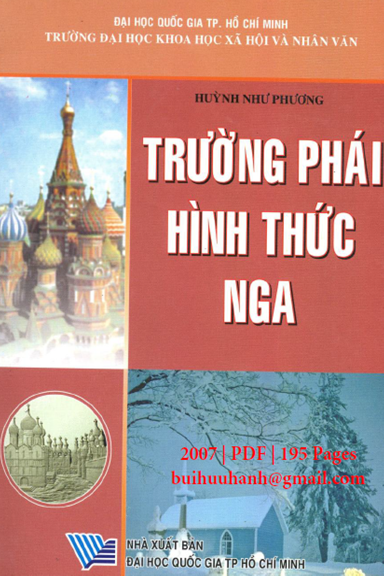 ĐẠI HỌC QUỐC GIA TP. HỒ CHÍ MINH
TRƯỜNG ĐẠI HỌC KHOA HỌC XÃ HỘI VÀ NHÂN VĂN
HUỲNH NHƯ PHƯƠNG
TRƯỜNG PHÁI
HÌNH THỨC
NGA
2007 | PDF | 195 Pages
buihuuhanh@gmail.com
NHÀ XUẤT BẢN
ĐẠI HỌC QUỐC GIA TP HỒ CHÍ MINH